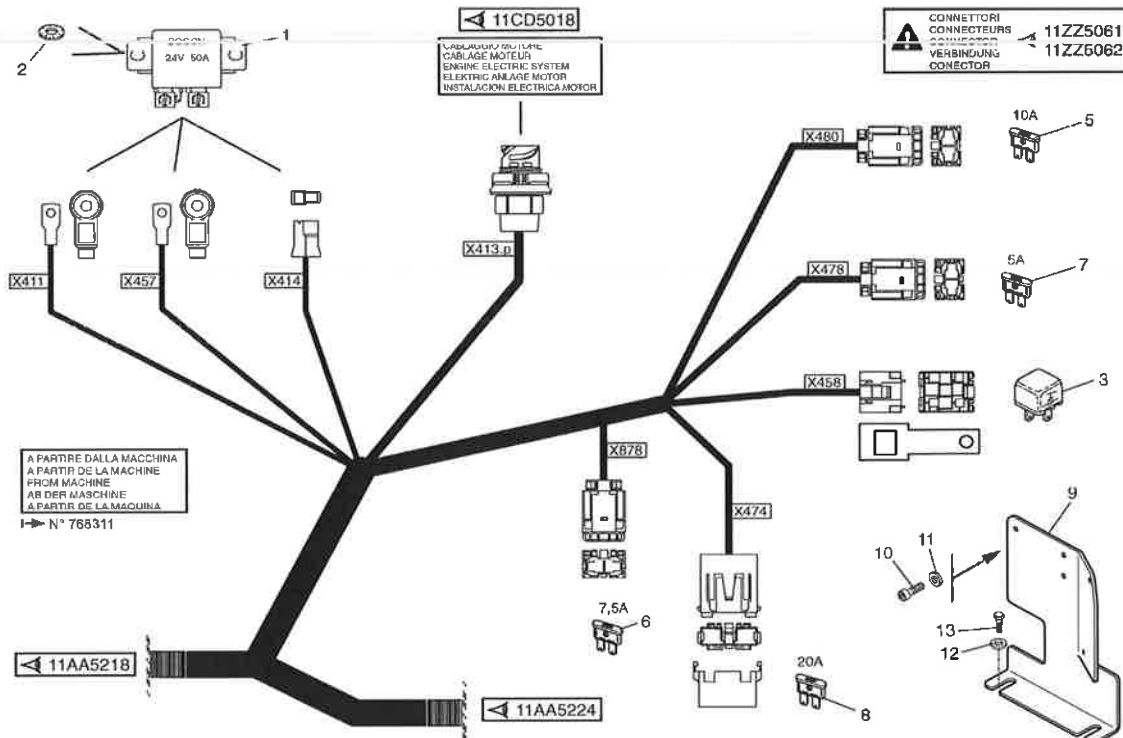 11CD5018
CABLAGGIO MOTORE
CABLAGE MOTEUR
ENGINE ELECTRIC SYSTEM
ELEKTRIC ANLAGE MOTOR
INSTALACION ELECTRICA MOTOR
CONNETTORI
CONNECTEURS
CONNECTOR
VERBINDUNG
CONECTOR
11ZZ5061
11ZZ5062
1
2
BOSCH
24V 50A
X411
X457
X414
X413.p
X480
10A
5
X478
5A
7
X458
3
A PARTIRE DALLA MACCHINA
A PARTIR DE LA MACHINE
FROM MACHINE
AB DER MASCHINE
A PARTIR DE LA MAQUINA
N° 768311
X878
X474
7,5A
6
20A
8
9
10
11
13
12
11AA5218
11AA5224